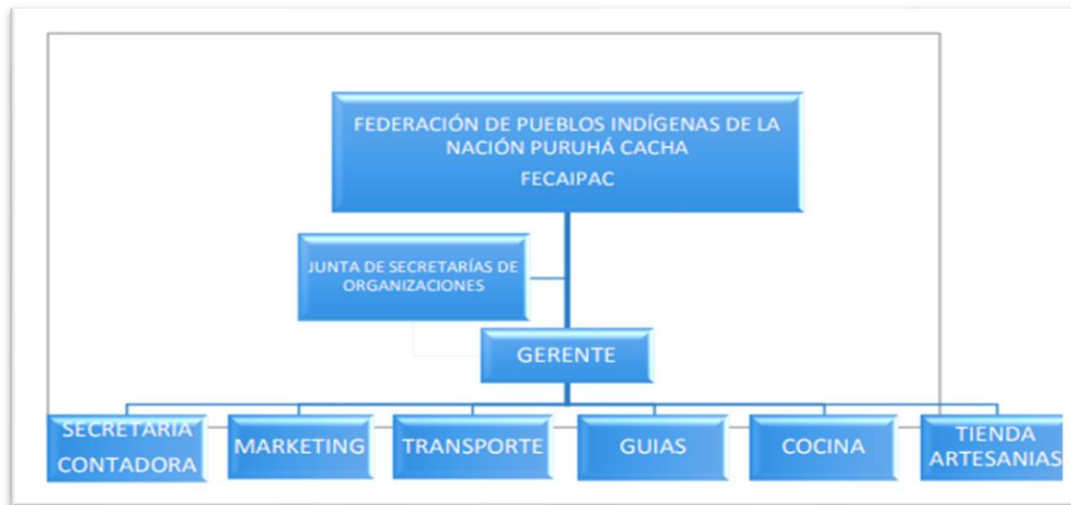 FEDERACIÓN DE PUEBLOS INDÍGENAS DE LA
NACIÓN PURUHÁ CACHA
FECAIPAC
JUNTA DE SECRETARÍAS DE
ORGANIZACIONES
GERENTE
SECRETARIA
CONTADORA
MARKETING
TRANSPORTE
GUIAS
COCINA
TIENDA
ARTESANIAS